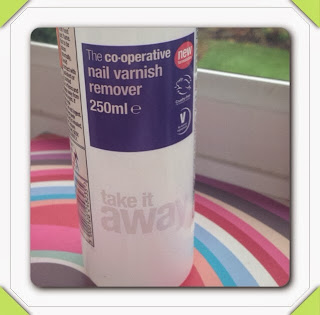 The co-operative
nail varnish
remover
250ml e
new
V
take it
away